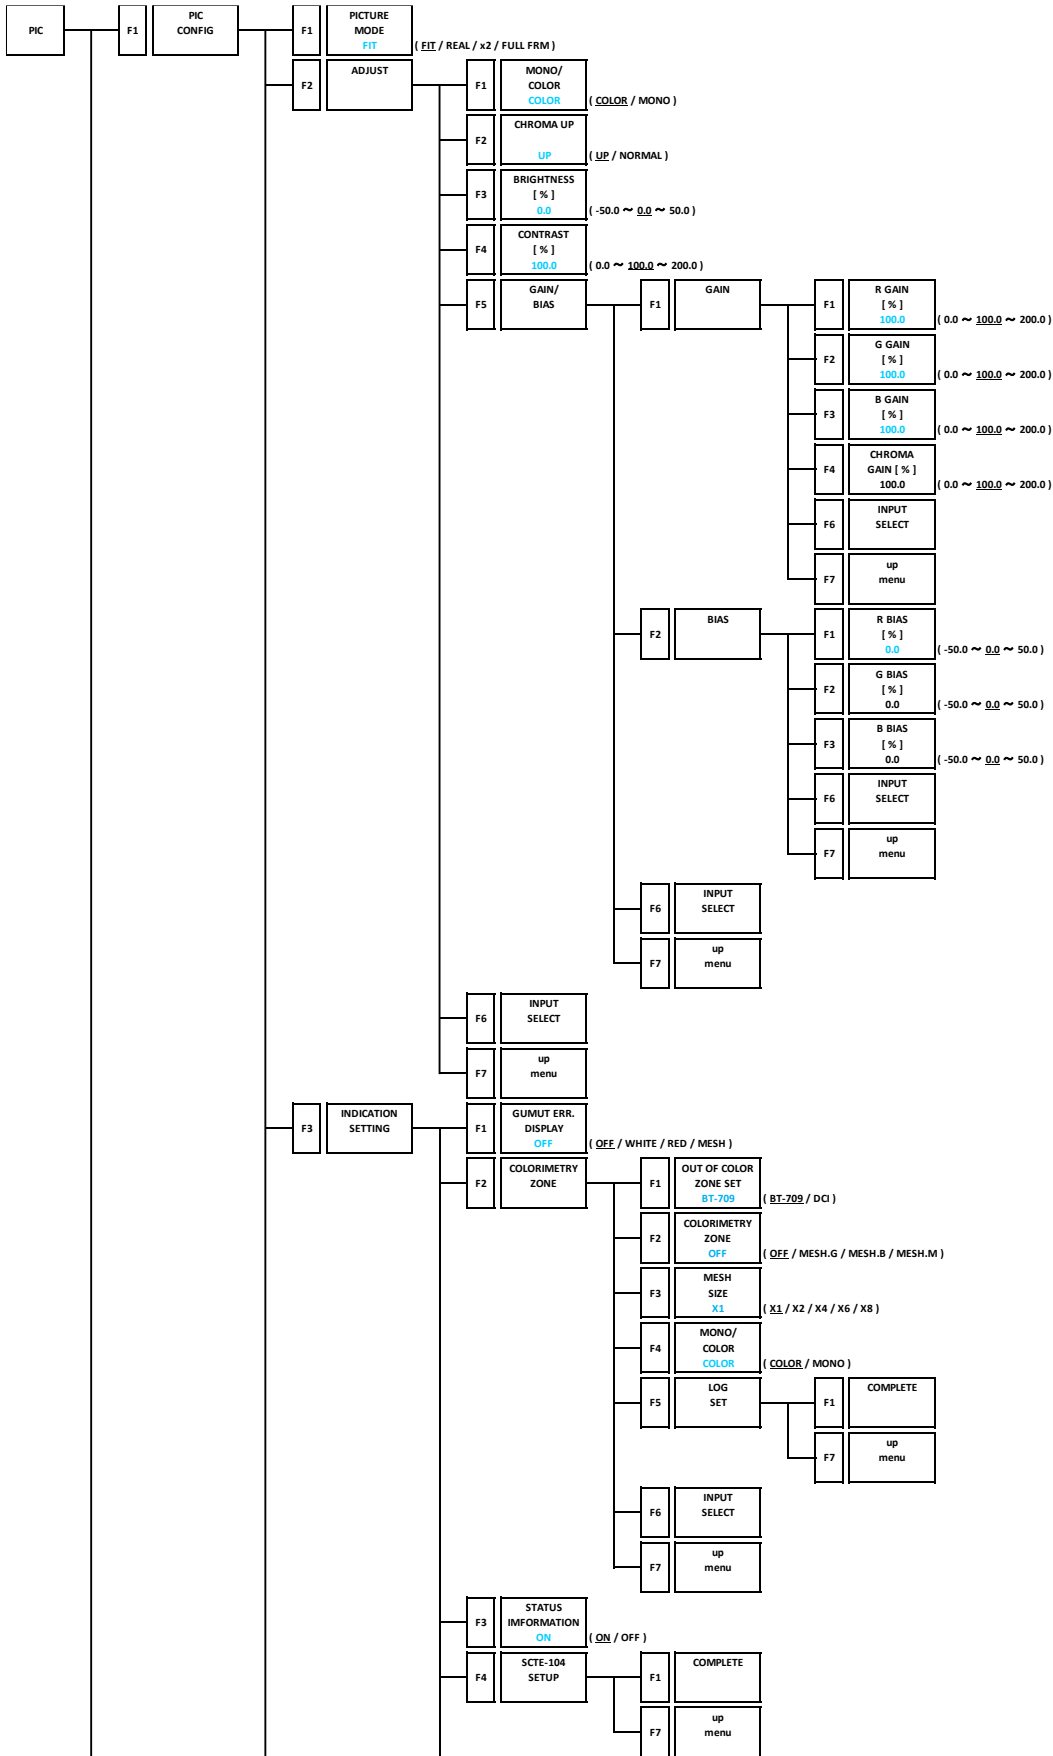 PIC
F1
PIC
CONFIG
F1
PICTURE
MODE
FIT
( FIT / REAL / x2 / FULL FRM )
F2
ADJUST
F1
MONO/
COLOR
COLOR
( COLOR / MONO )
F2
CHROMA UP
UP
( UP / NORMAL )
F3
BRIGHTNESS
[ % ]
0.0
( -50.0 ~ 0.0 ~ 50.0 )
F4
CONTRAST
[ % ]
100.0
( 0.0 ~ 100.0 ~ 200.0 )
F5
GAIN/
BIAS
F1
GAIN
F1
R GAIN
[ % ]
100.0
( 0.0 ~ 100.0 ~ 200.0 )
F2
G GAIN
[ % ]
100.0
( 0.0 ~ 100.0 ~ 200.0 )
F3
B GAIN
[ % ]
100.0
( 0.0 ~ 100.0 ~ 200.0 )
F4
CHROMA
GAIN [ % ]
100.0
( 0.0 ~ 100.0 ~ 200.0 )
F6
INPUT
SELECT
F7
up
menu
F2
BIAS
F1
R BIAS
[ % ]
0.0
( -50.0 ~ 0.0 ~ 50.0 )
F2
G BIAS
[ % ]
0.0
( -50.0 ~ 0.0 ~ 50.0 )
F3
B BIAS
[ % ]
0.0
( -50.0 ~ 0.0 ~ 50.0 )
F6
INPUT
SELECT
F7
up
menu
F6
INPUT
SELECT
F7
up
menu
F6
INPUT
SELECT
F7
up
menu
F3
INDICATION
SETTING
F1
GUMUT ERR.
DISPLAY
OFF
( OFF / WHITE / RED / MESH )
F2
COLORIMETRY
ZONE
F1
OUT OF COLOR
ZONE SET
BT-709
( BT-709 / DCI )
F2
COLORIMETRY
ZONE
OFF
( OFF / MESH.G / MESH.B / MESH.M )
F3
MESH
SIZE
X1
( X1 / X2 / X4 / X6 / X8 )
F4
MONO/
COLOR
COLOR
( COLOR / MONO )
F5
LOG
SET
F1
COMPLETE
F7
up
menu
F6
INPUT
SELECT
F7
up
menu
F3
STATUS
IMFORMATION
ON
( ON / OFF )
F4
SCTE-104
SETUP
F1
COMPLETE
F7
up
menu